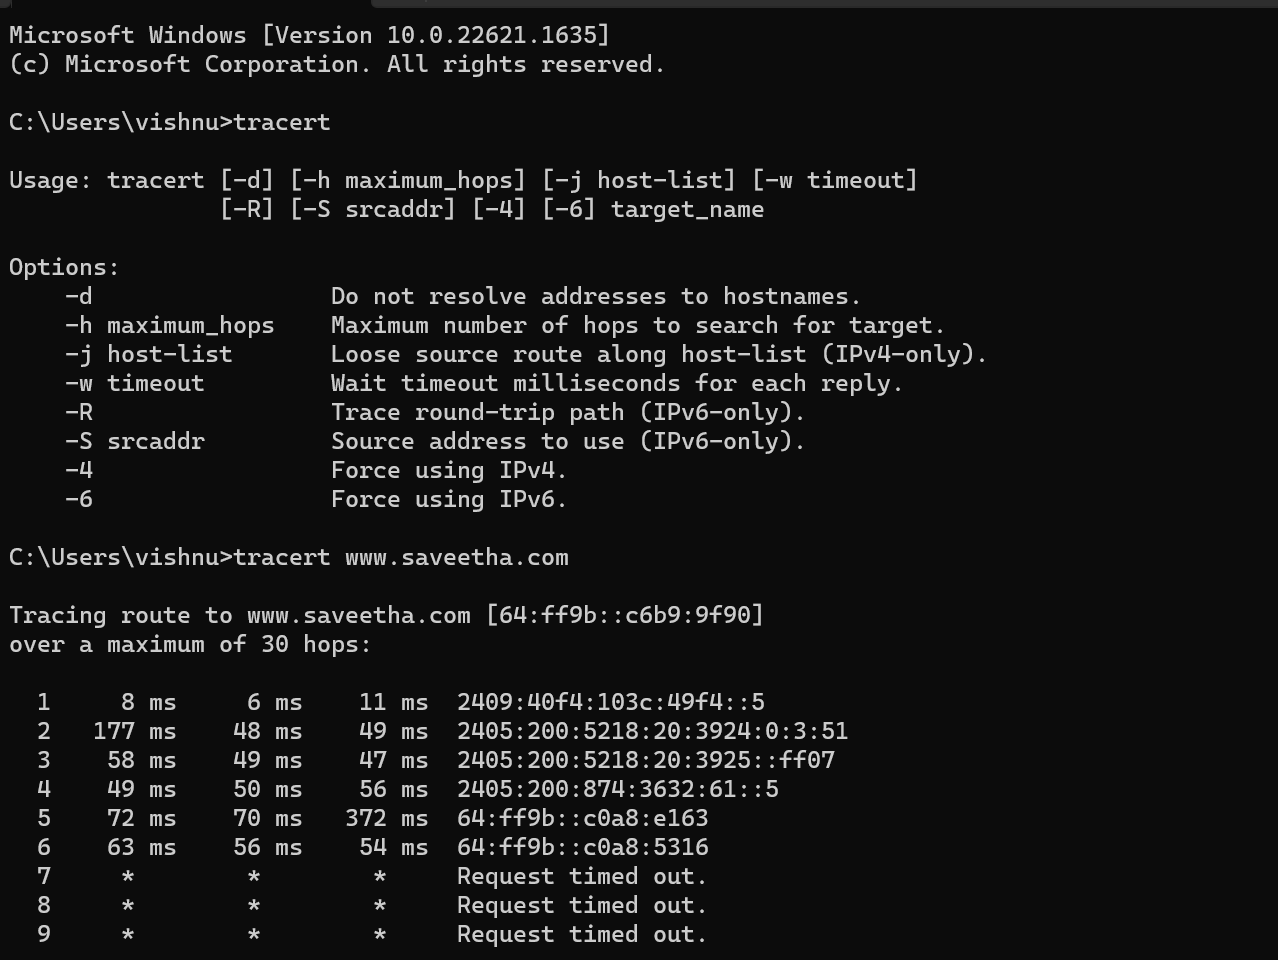 Microsoft Windows [Version 10.0.22621.1635]
(c) Microsoft Corporation. All rights reserved.
C:\Users\vishnu>tracert
Usage: tracert [-d] [-h maximum_hops] [-j host-list] [-w timeout]
               [-R] [-S srcaddr] [-4] [-6] target_name
Options:
    -d                 Do not resolve addresses to hostnames.
    -h maximum_hops    Maximum number of hops to search for target.
    -j host-list       Loose source route along host-list (IPv4-only).
    -w timeout         Wait timeout milliseconds for each reply.
    -R                 Trace round-trip path (IPv6-only).
    -S srcaddr         Source address to use (IPv6-only).
    -4                 Force using IPv4.
    -6                 Force using IPv6.
C:\Users\vishnu>tracert www.saveetha.com
Tracing route to www.saveetha.com [64:ff9b::c6b9:9f90]
over a maximum of 30 hops:
  1     8 ms     6 ms    11 ms  2409:40f4:103c:49f4::5
  2   177 ms    48 ms    49 ms  2405:200:5218:20:3924:0:3:51
  3    58 ms    49 ms    47 ms  2405:200:5218:20:3925::ff07
  4    49 ms    50 ms    56 ms  2405:200:874:3632:61::5
  5    72 ms    70 ms   372 ms  64:ff9b::c0a8:e163
  6    63 ms    56 ms    54 ms  64:ff9b::c0a8:5316
  7     *        *        *     Request timed out.
  8     *        *        *     Request timed out.
  9     *        *        *     Request timed out.